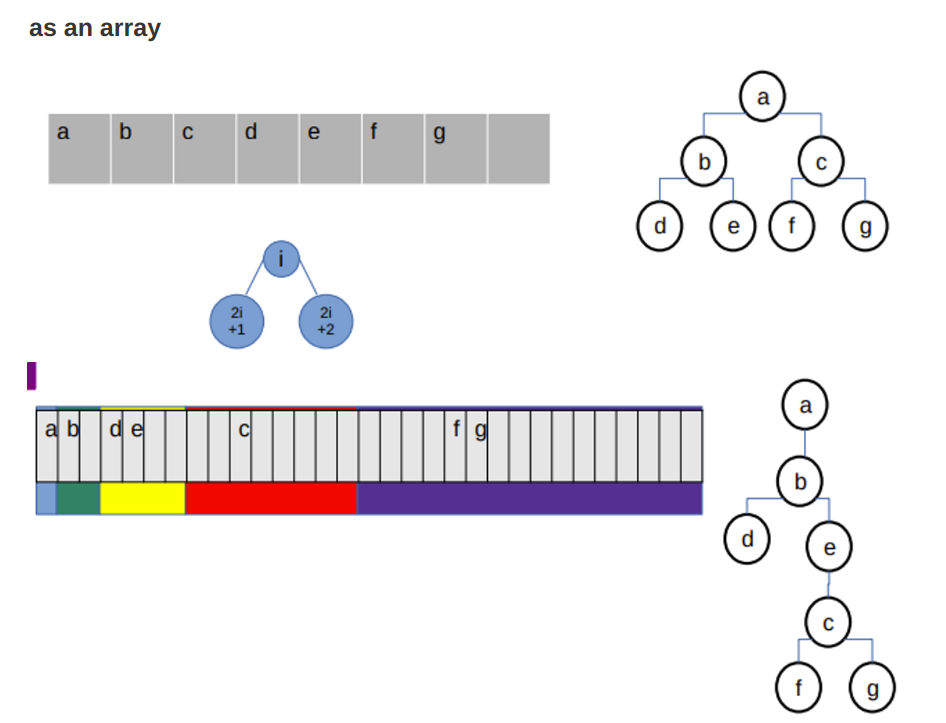 as an array
a b c d e f g
a
b c
d e f g
i
2i
+1
2i
+2
a b d e c f g
a
b
d e
c
f g